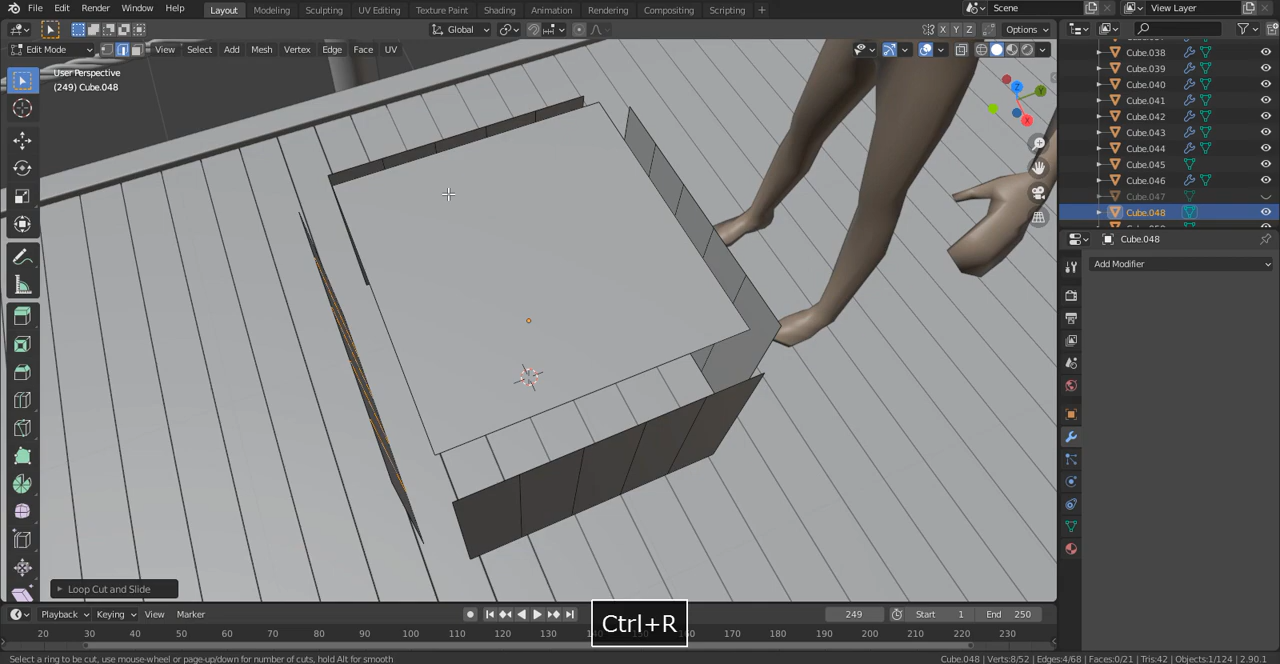 File Edit Render Window Help Layout Modeling Sculpting UV Editing Texture Paint Shading Animation Rendering Compositing Scripting + Scene View Layer
Global X Y Z Options
Edit Mode View Select Add Mesh Vertex Edge Face UV
User Perspective
(249) Cube.048
Cube.038
Cube.039
Cube.040
Cube.041
Cube.042
Cube.043
Cube.044
Cube.045
Cube.046
Cube.047
Cube.048
Cube.048
Add Modifier
Z
Y
X
Loop Cut and Slide
Ctrl+R
Playback Keying View Marker 249 Start 1 End 250
20 30 40 50 60 70 80 90 100 110 120 130 140 150 160 170 180 190 200 210 220 230
Select a ring to be cut, use mouse-wheel or page-up/down for number of cuts, hold Alt for smooth
Cube.048 | Verts:8/52 | Edges:4/68 | Faces:0/21 | Tris:42 | Objects:1/124 | 2.90.1